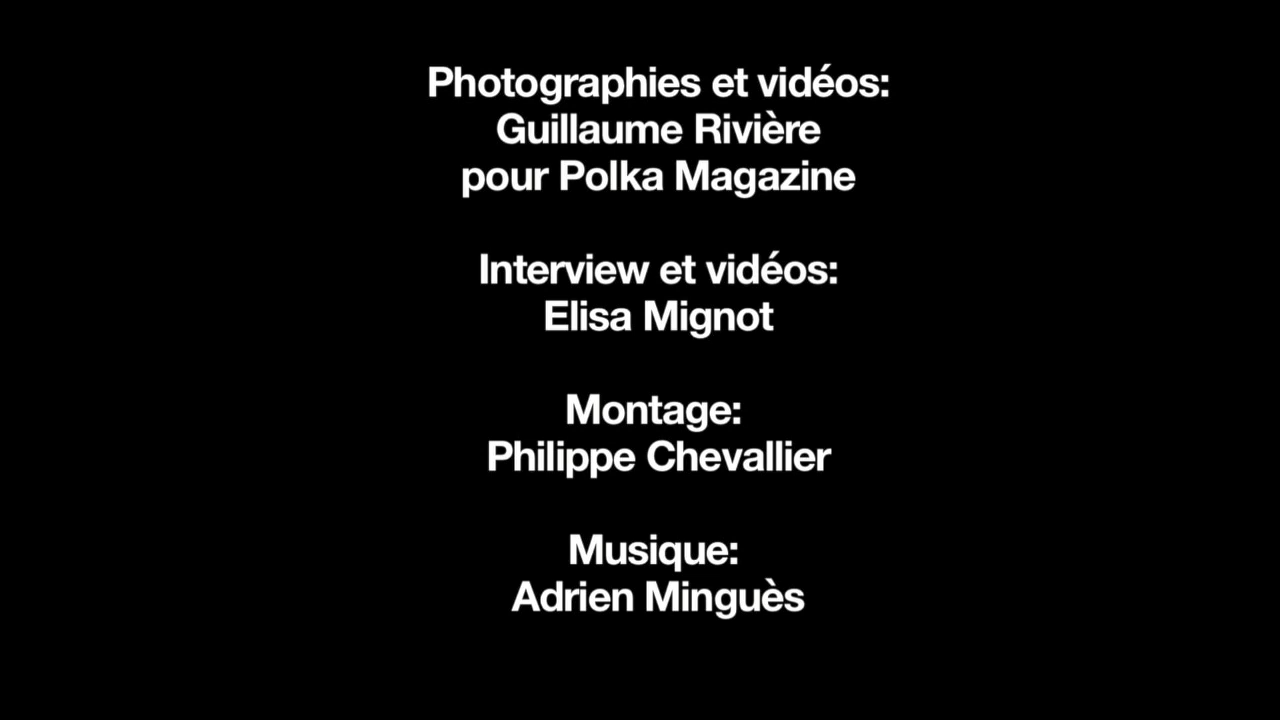 Photographies et vidéos:
Guillaume Rivière
pour Polka Magazine
Interview et vidéos:
Elisa Mignot
Montage:
Philippe Chevallier
Musique:
Adrien Minguès